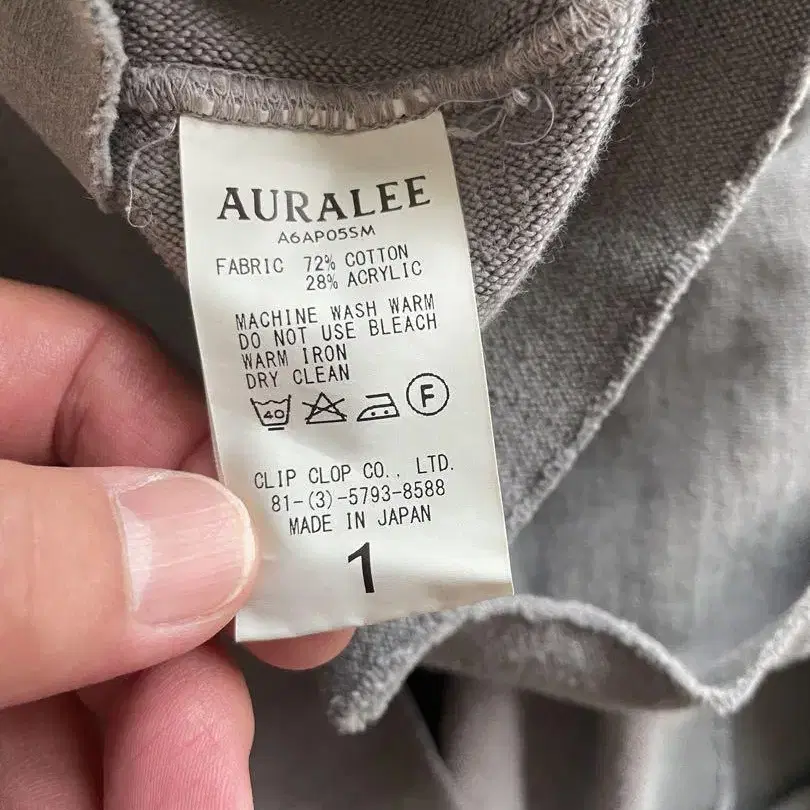 AURALEE
A6AP05SM
FABRIC 72% COTTON
28% ACRYLIC
MACHINE WASH WARM
DO NOT USE BLEACH
WARM IRON
DRY CLEAN
40 F
CLIP CLOP CO., LTD.
81-(3)-5793-8588
MADE IN JAPAN
1